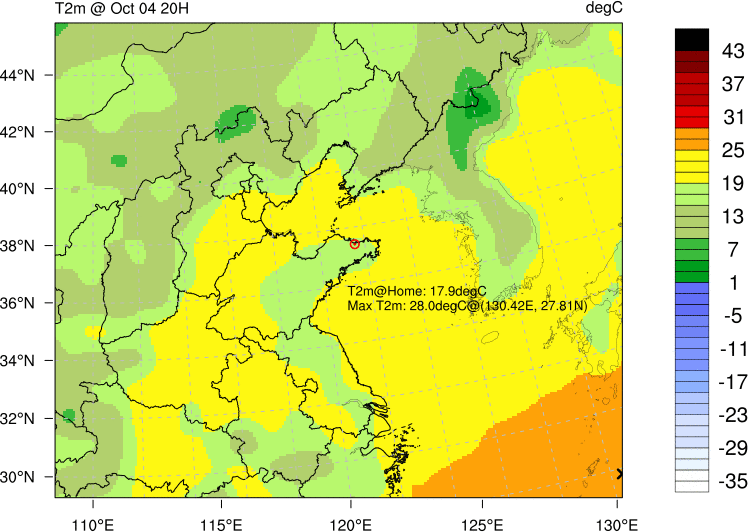 T2m @ Oct 04 20H
degC
44°N
42°N
40°N
38°N
36°N
34°N
32°N
30°N
110°E
115°E
120°E
125°E
130°E
T2m@Home: 17.9degC
Max T2m: 28.0degC@(130.42E, 27.81N)
43
37
31
25
19
13
7
1
-5
-11
-17
-23
-29
-35